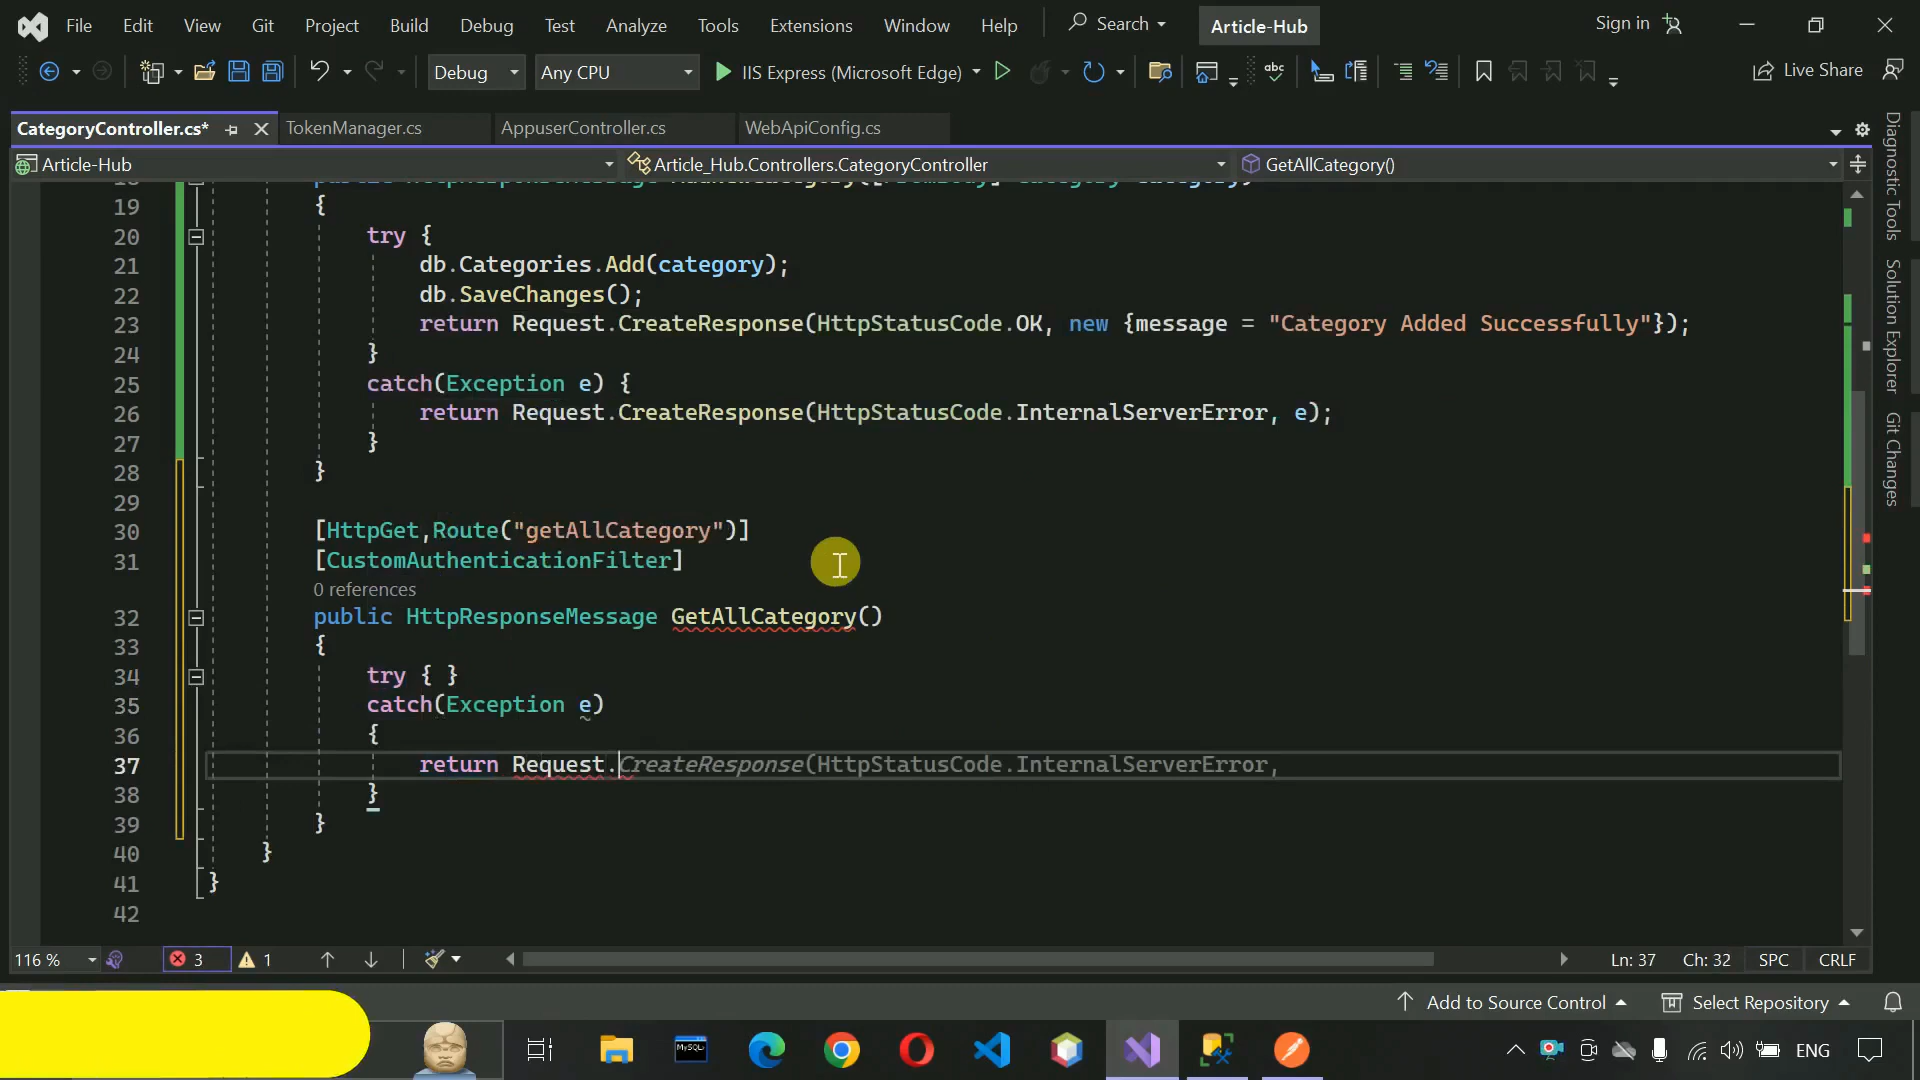 File Edit View Git Project Build Debug Test Analyze Tools Extensions Window Help Search Article-Hub Sign in
Debug Any CPU IIS Express (Microsoft Edge) abc Live Share
CategoryController.cs* TokenManager.cs AppuserController.cs WebApiConfig.cs
Article-Hub Article_Hub.Controllers.CategoryController GetAllCategory()
19 {
20 try {
21 db.Categories.Add(category);
22 db.SaveChanges();
23 return Request.CreateResponse(HttpStatusCode.OK, new {message = "Category Added Successfully"});
24 }
25 catch(Exception e) {
26 return Request.CreateResponse(HttpStatusCode.InternalServerError, e);
27 }
28 }
29
30 [HttpGet,Route("getAllCategory")]
31 [CustomAuthenticationFilter]
0 references
32 public HttpResponseMessage GetAllCategory()
33 {
34 try { }
35 catch(Exception e)
36 {
37 return Request.CreateResponse(HttpStatusCode.InternalServerError,
38 }
39 }
40 }
41 }
42
Diagnostic Tools
Solution Explorer
Git Changes
116 % 3 1 Ln: 37 Ch: 32 SPC CRLF
Add to Source Control Select Repository
MySQL ENG